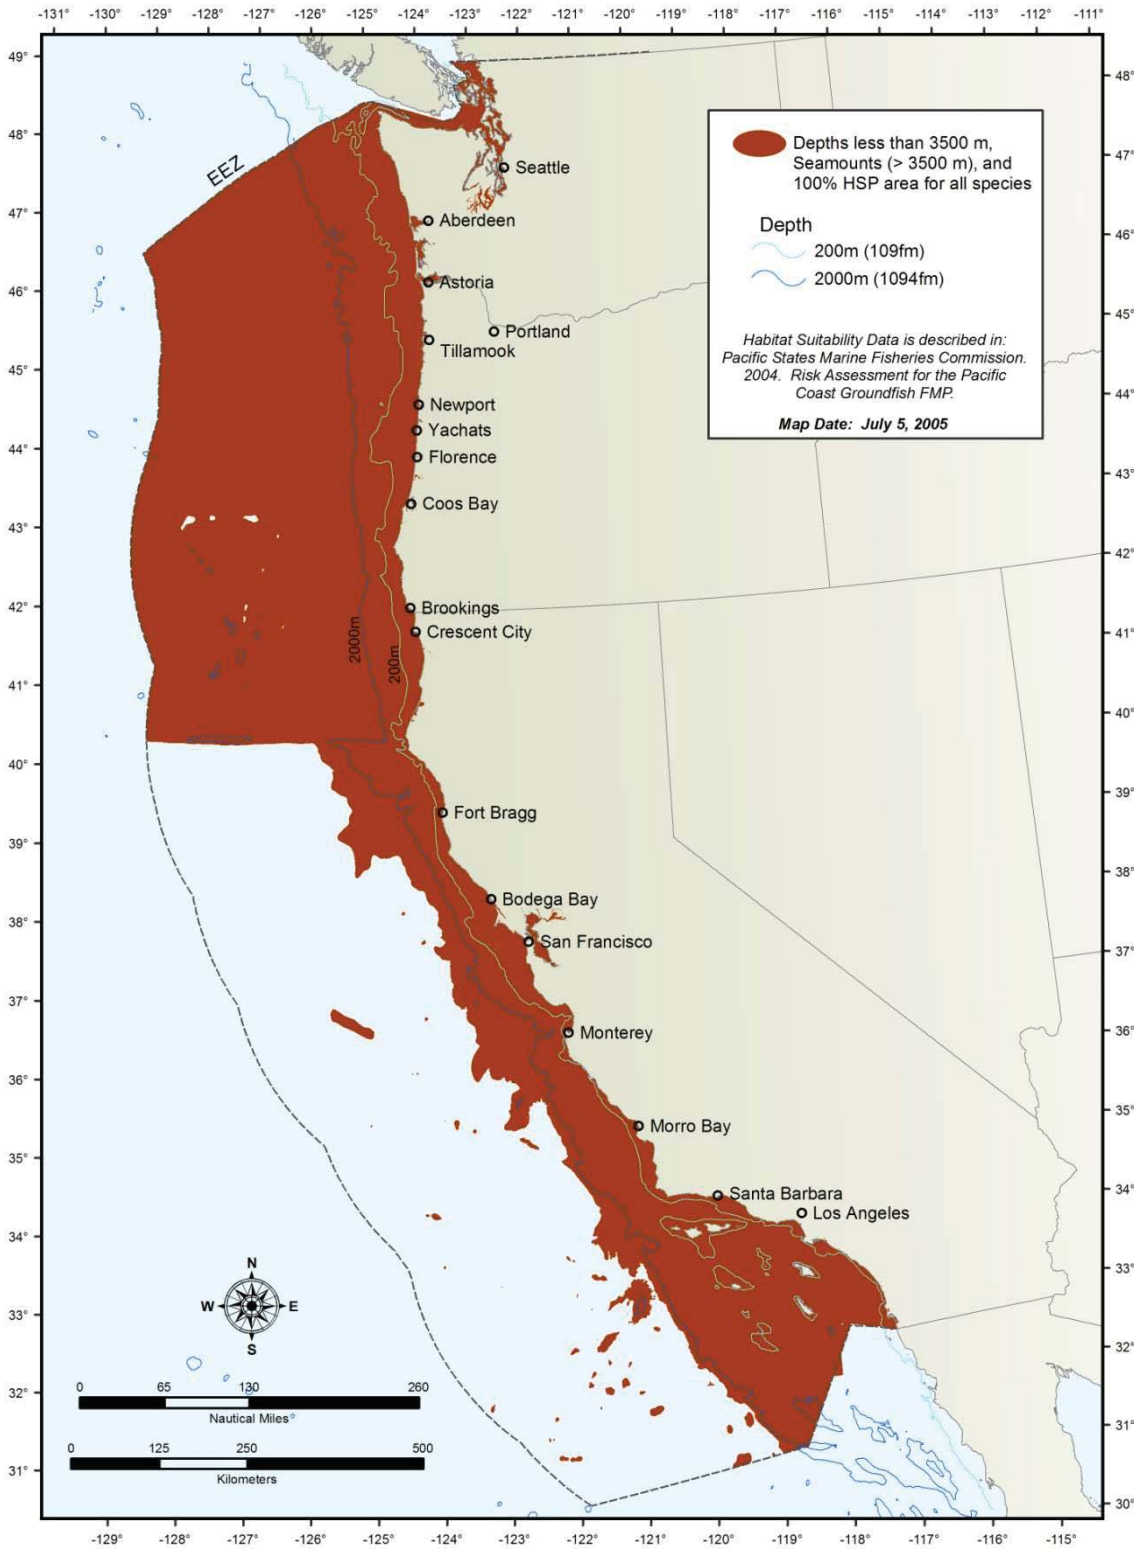 -131° -130° -129° -128° -127° -126° -125° -124° -123° -122° -121° -120° -119° -118° -117° -116° -115° -114° -113° -112° -111°
49°
48°
47°
46°
45°
44°
43°
42°
41°
40°
39°
38°
37°
36°
35°
34°
33°
32°
31°
EEZ
Seattle
Aberdeen
Astoria
Portland
Tillamook
Newport
Yachats
Florence
Coos Bay
Brookings
Crescent City
2000m
200m
Fort Bragg
Bodega Bay
San Francisco
Monterey
Morro Bay
Santa Barbara
Los Angeles
Depths less than 3500 m,
Seamounts (> 3500 m), and
100% HSP area for all species
Depth
200m (109fm)
2000m (1094fm)
Habitat Suitability Data is described in:
Pacific States Marine Fisheries Commission.
2004. Risk Assessment for the Pacific
Coast Groundfish FMP.
Map Date: July 5, 2005
48°
47°
46°
45°
44°
43°
42°
41°
40°
39°
38°
37°
36°
35°
34°
33°
32°
31°
30°
N
W E
S
0 65 130 260
Nautical Miles°
0 125 250 500
Kilometers
-129° -128° -127° -126° -125° -124° -123° -122° -121° -120° -119° -118° -117° -116° -115°